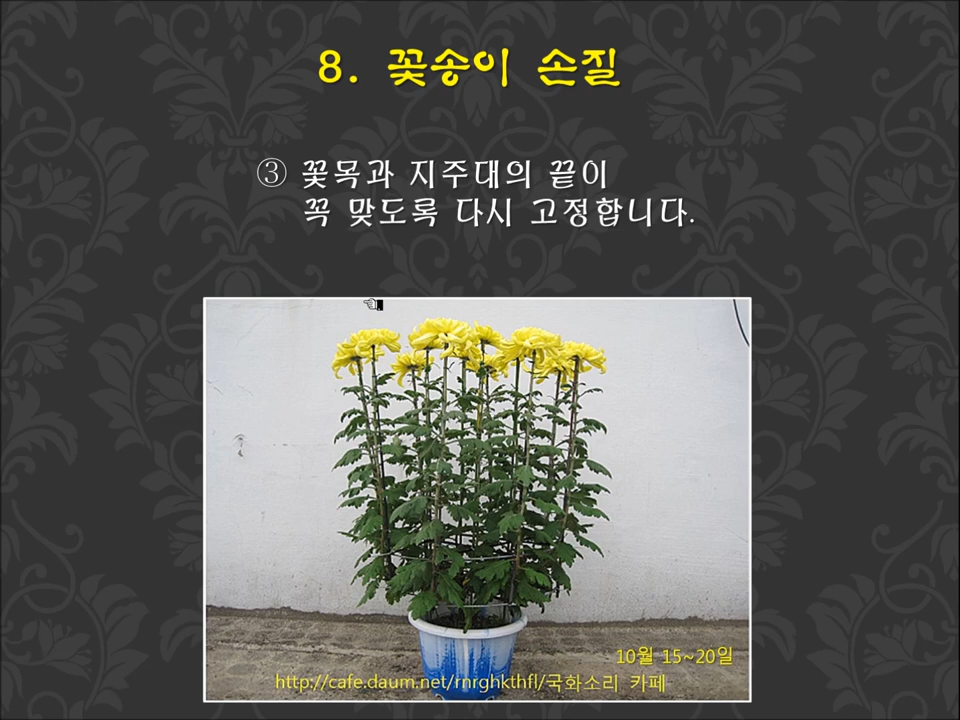 8. 꽃송이 손질
③ 꽃목과 지주대의 끝이
꼭 맞도록 다시 고정합니다.
10월 15~20일
http://cafe.daum.net/rnrghkthfl/국화소리 카페